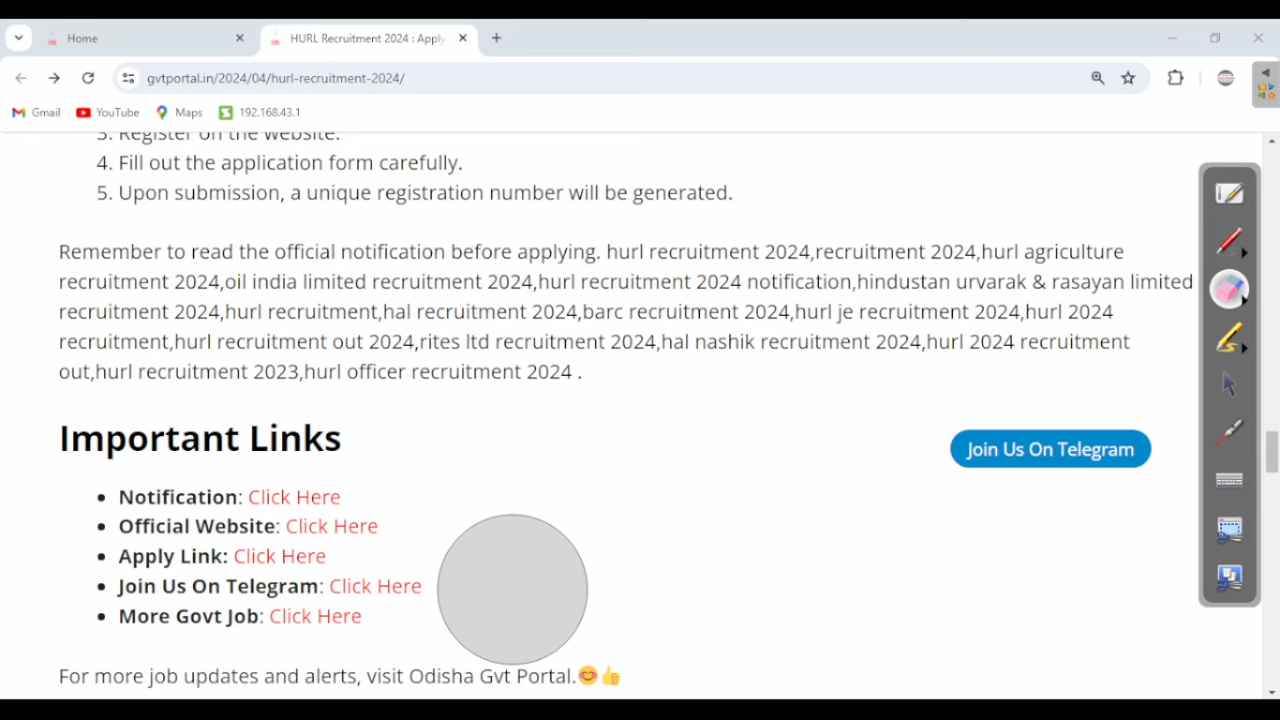 Home
HURL Recruitment 2024 : Apply
gvtportal.in/2024/04/hurl-recruitment-2024/
Gmail
YouTube
Maps
192.168.43.1
3. Register on the website.
4. Fill out the application form carefully.
5. Upon submission, a unique registration number will be generated.
Remember to read the official notification before applying. hurl recruitment 2024,recruitment 2024,hurl agriculture
recruitment 2024,oil india limited recruitment 2024,hurl recruitment 2024 notification,hindustan urvarak & rasayan limited
recruitment 2024,hurl recruitment,hal recruitment 2024,barc recruitment 2024,hurl je recruitment 2024,hurl 2024
recruitment,hurl recruitment out 2024,rites ltd recruitment 2024,hal nashik recruitment 2024,hurl 2024 recruitment
out,hurl recruitment 2023,hurl officer recruitment 2024 .
Important Links
Join Us On Telegram
• Notification: Click Here
• Official Website: Click Here
• Apply Link: Click Here
• Join Us On Telegram: Click Here
• More Govt Job: Click Here
For more job updates and alerts, visit Odisha Gvt Portal.😊👍